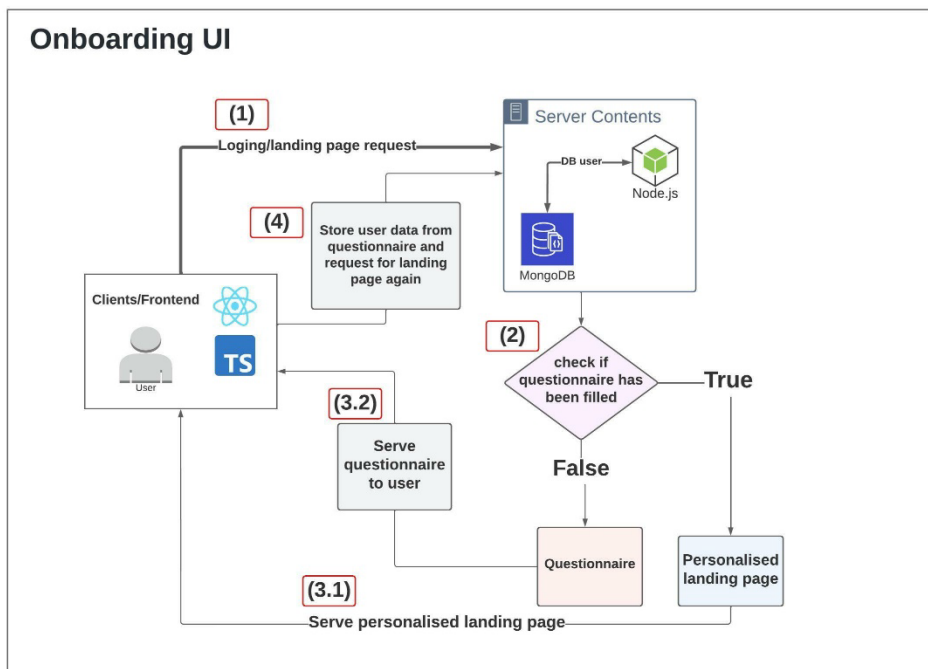 Onboarding UI
(1)
Loging/landing page request
Server Contents
DB user
Node.js
MongoDB
(4)
Store user data from
questionnaire and
request for landing
page again
Clients/Frontend
TS
User
(2)
check if
questionnaire has
been filled
True
False
(3.2)
Serve
questionnaire
to user
Questionnaire
Personalised
landing page
(3.1)
Serve personalised landing page